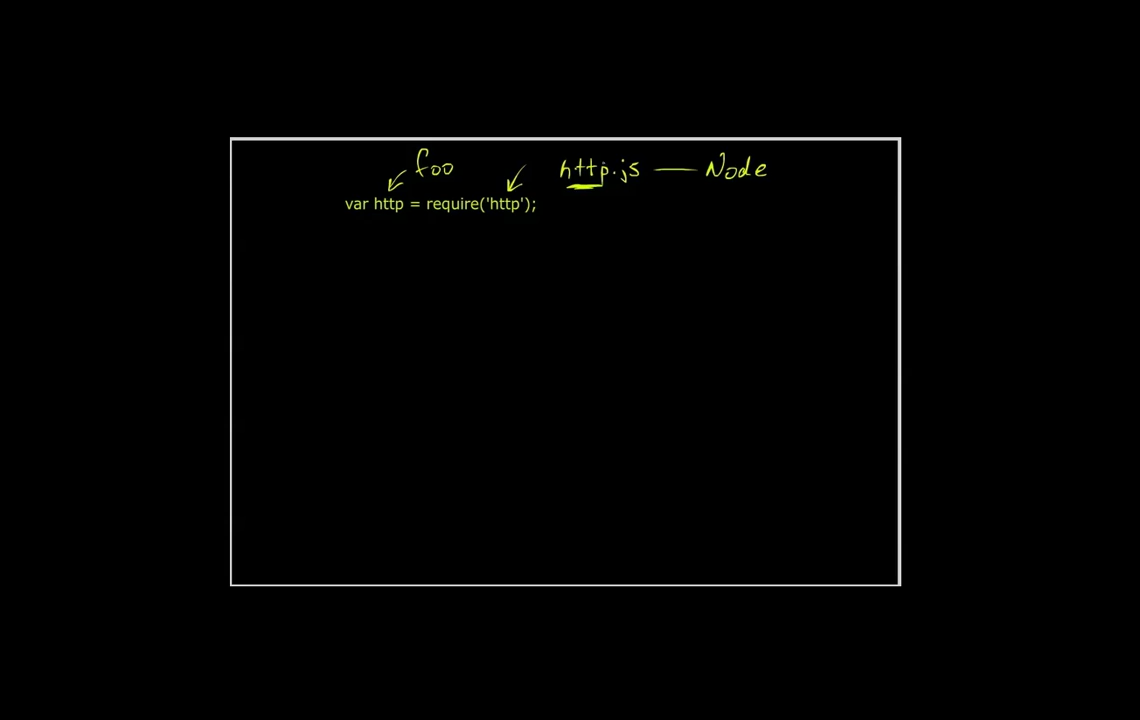 foo http.js — Node
var http = require('http');